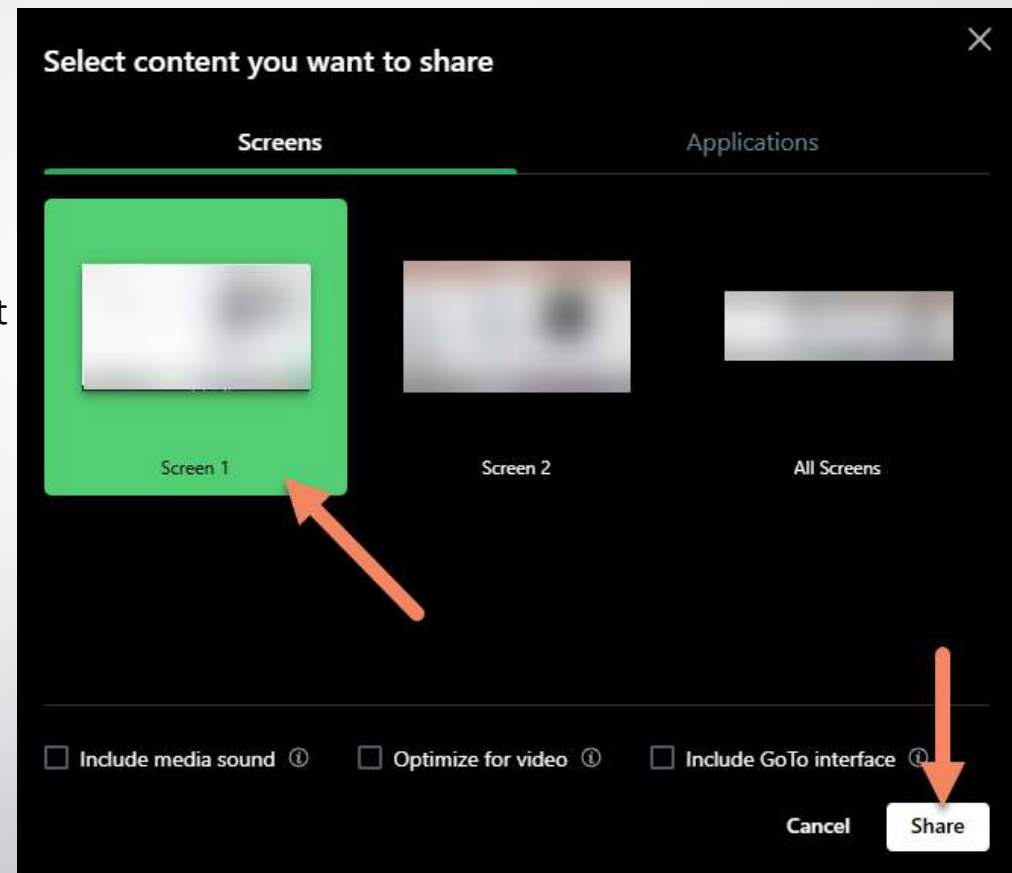 Select content you want to share
Screens Applications
t
Screen 1 Screen 2 All Screens
Include media sound Optimize for video Include GoTo interface
Cancel Share